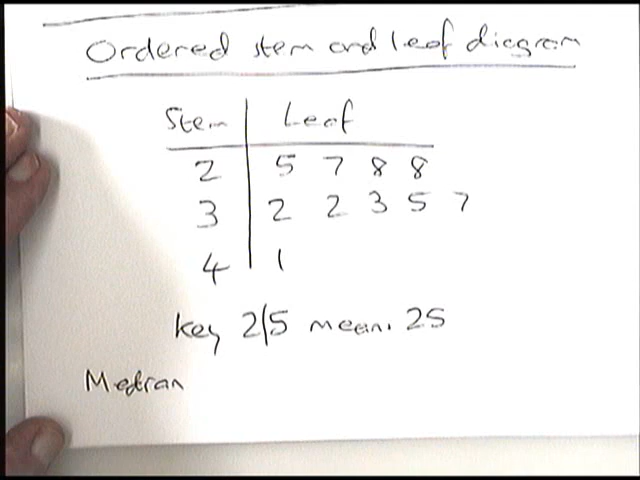 Ordered stem and leaf diagram
Stem Leaf
2 5 7 8 8
3 2 2 3 5 7
4 1
key 2|5 means 25
Median